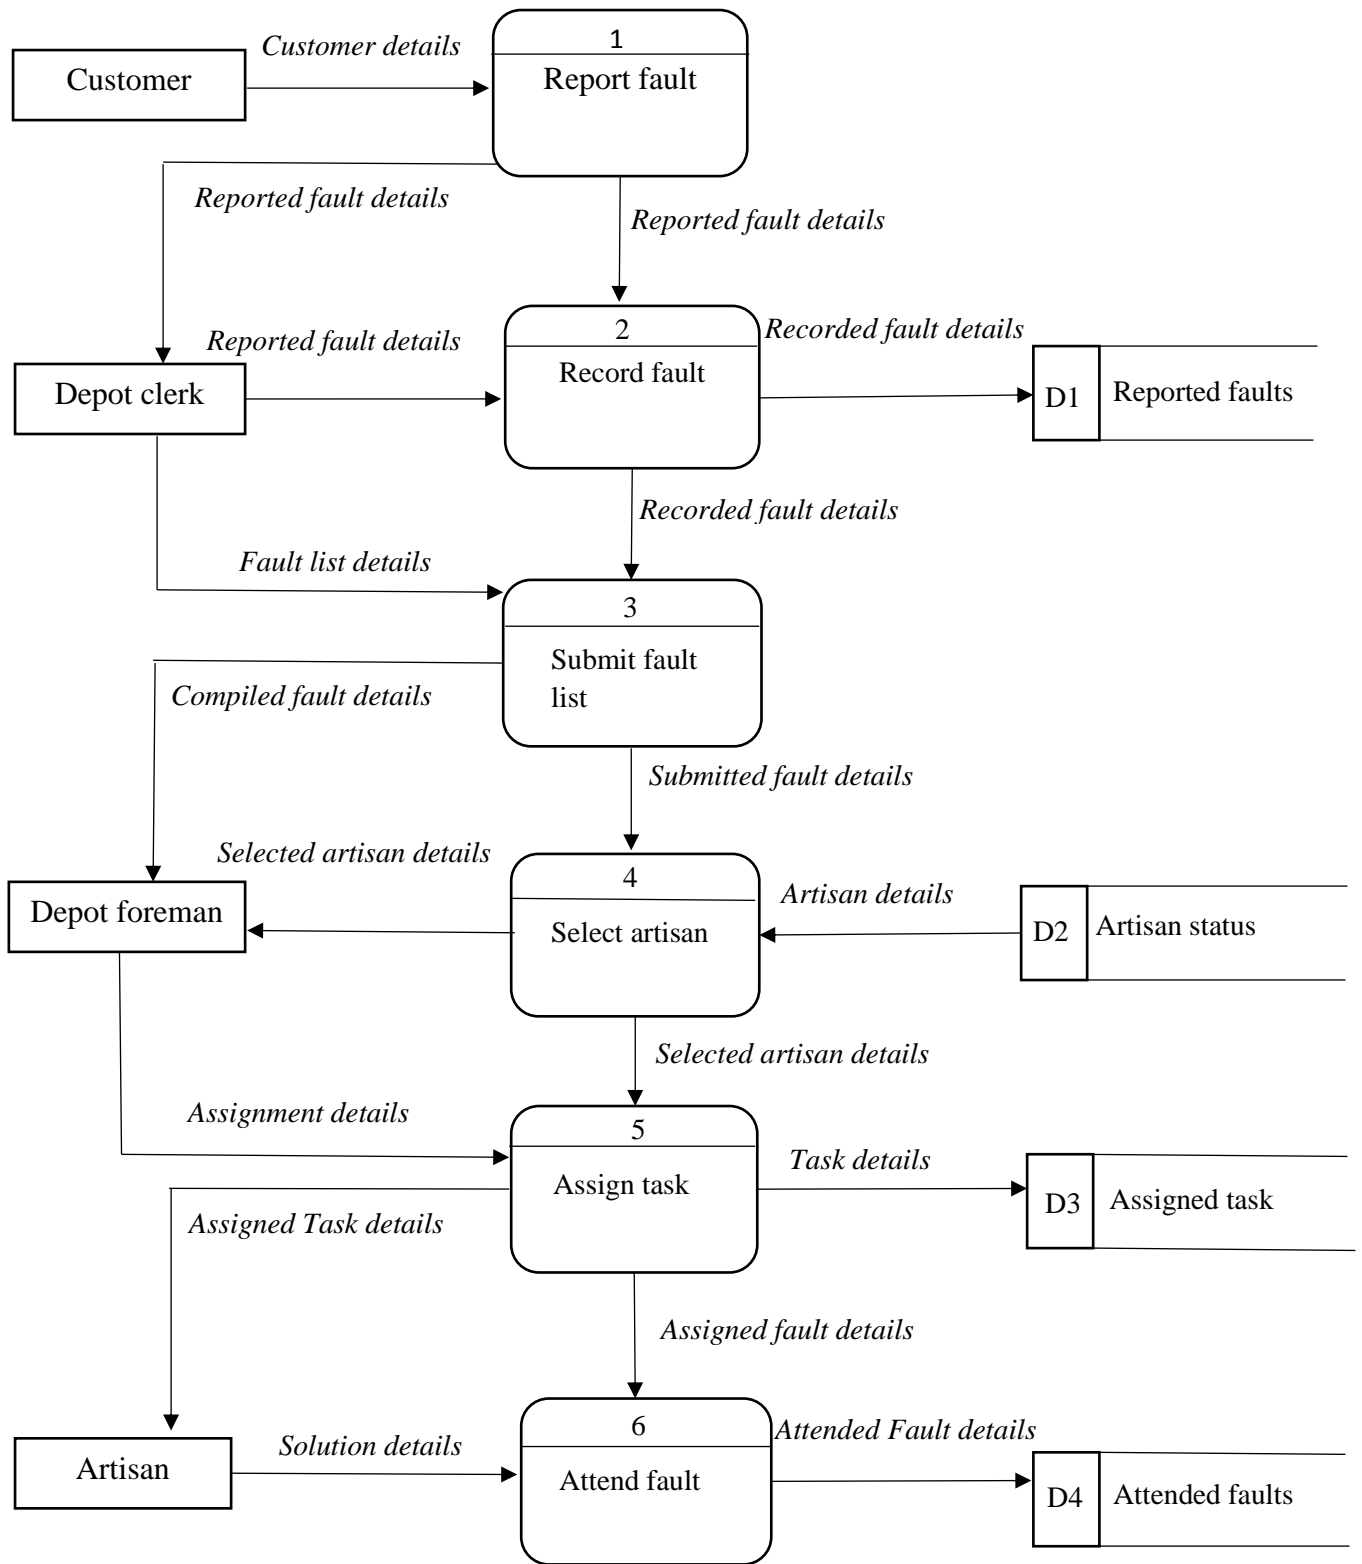 Customer details
1
Customer
Report fault
Reported fault details
Reported fault details
Reported fault details
2
Recorded fault details
Depot clerk
Record fault
D1
Reported faults
Recorded fault details
Fault list details
3
Submit fault
list
Compiled fault details
Submitted fault details
Selected artisan details
4
Artisan details
Depot foreman
Select artisan
D2
Artisan status
Selected artisan details
Assignment details
5
Task details
Assign task
D3
Assigned task
Assigned Task details
Assigned fault details
Solution details
6
Attended Fault details
Artisan
Attend fault
D4
Attended faults